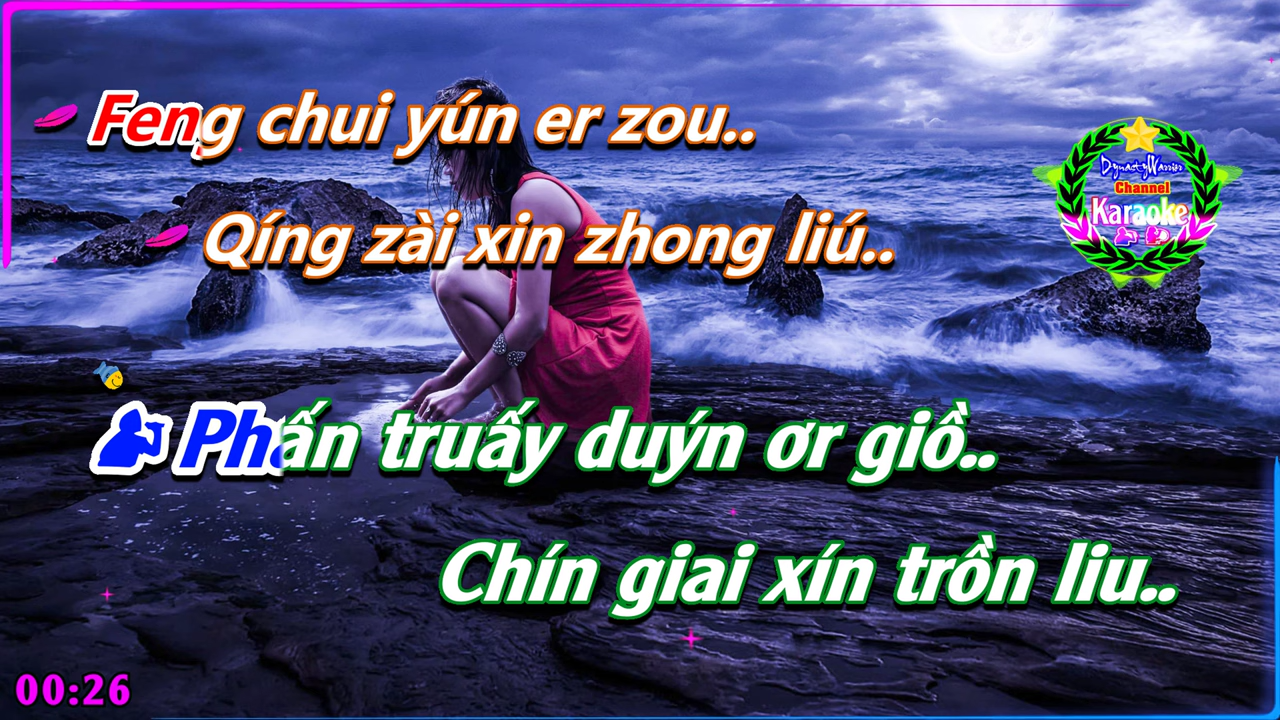 Feng chui yún er zou..
DynastyWarrior
Channel
Karaoke
Qíng zài xin zhong liú..
Phấn truấy duýn ơr giồ..
Chín giai xín trồn liu..
00:26